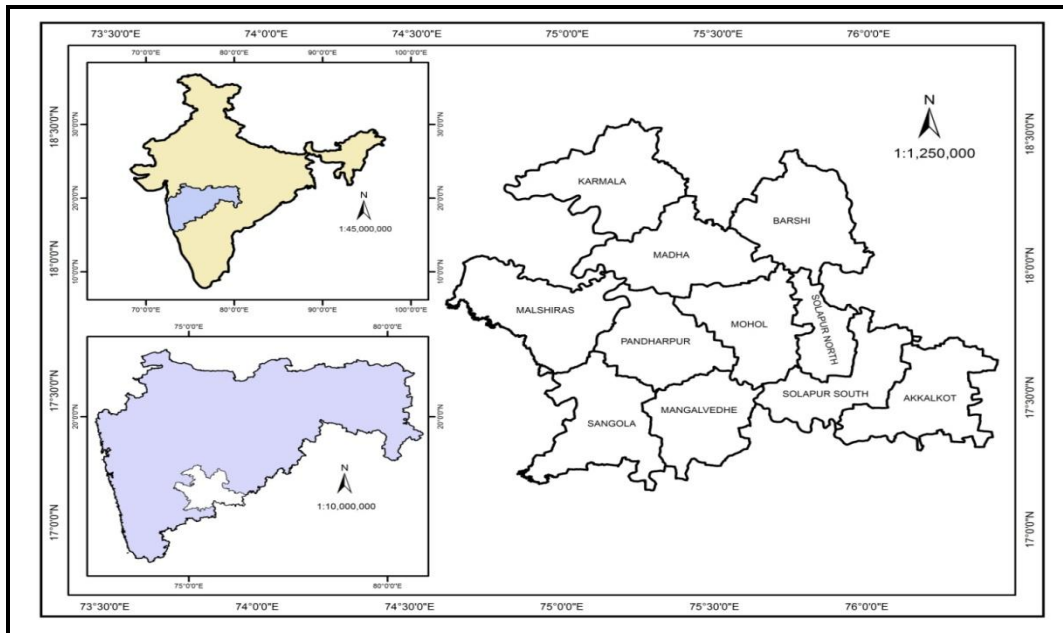 73°30'0"E 74°0'0"E 74°30'0"E 75°0'0"E 75°30'0"E 76°0'0"E
70°0'0"E 80°0'0"E 90°0'0"E 100°0'0"E
18°30'0"N
18°0'0"N
17°30'0"N
17°0'0"N
30°0'0"N
20°0'0"N
10°0'0"N
30°0'0"N
20°0'0"N
10°0'0"N
N
1:45,000,000
70°0'0"E 80°0'0"E 90°0'0"E 100°0'0"E
75°0'0"E 80°0'0"E
20°0'0"N
20°0'0"N
N
1:10,000,000
75°0'0"E 80°0'0"E
N
1:1,250,000
KARMALA
BARSHI
MADHA
MALSHIRAS
SOLAPUR NORTH
MOHOL
PANDHARPUR
SOLAPUR SOUTH
AKKALKOT
MANGALVEDHE
SANGOLA
18°30'0"N
18°0'0"N
17°30'0"N
17°0'0"N
73°30'0"E 74°0'0"E 74°30'0"E 75°0'0"E 75°30'0"E 76°0'0"E